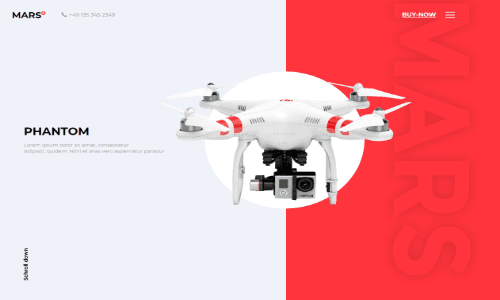 MARS
+49 135 345 2349
BUY-NOW
MARS
PHANTOM
Lorem ipsum dolor sit amet, consectetur
adipisci, quidem. Nihil et alias vero aspernatur pariatur
Scroll down